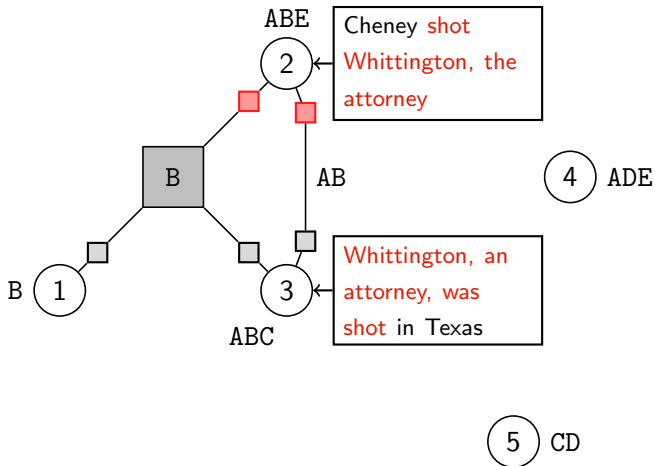 ABE
2
Cheney shot
Whittington, the
attorney
B
AB
4 ADE
B 1
3
ABC
Whittington, an
attorney, was
shot in Texas
5 CD